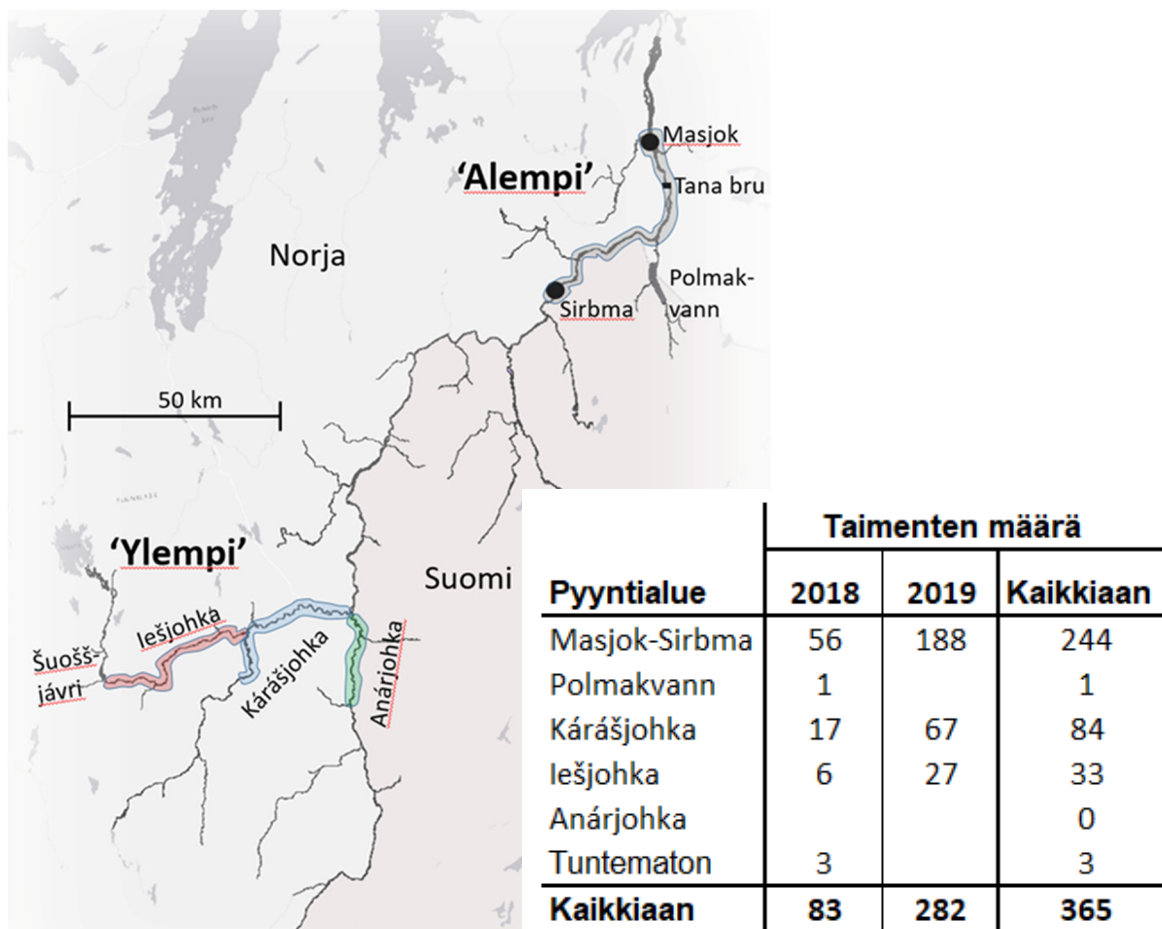 Masjok
'Alempi'
Tana bru
Norja
Polmak-
vann
Sirbma
50 km
'Ylempi'
Suomi
Iešjohka
Šuošš-
jávri
Kárášjohka
Anárjohka
Taimenten määrä
Pyyntialue 2018 2019 Kaikkiaan
Masjok-Sirbma 56 188 244
Polmakvann 1 1
Kárášjohka 17 67 84
Iešjohka 6 27 33
Anárjohka 0
Tuntematon 3 3
Kaikkiaan 83 282 365